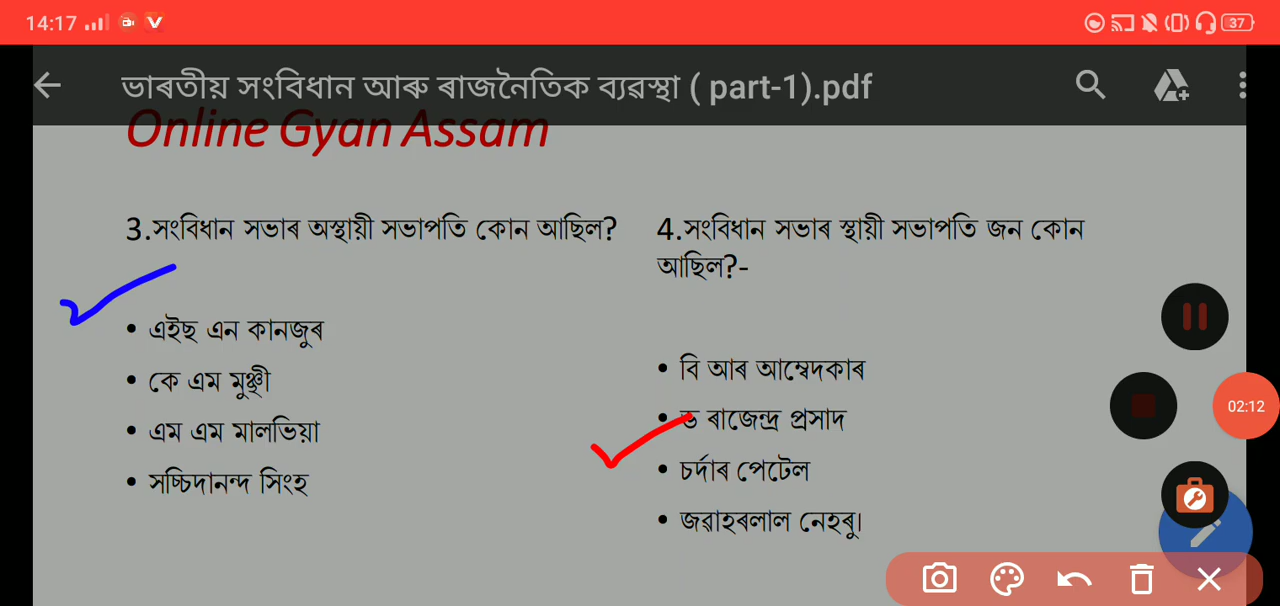 14:17
37
ভাৰতীয় সংবিধান আৰু ৰাজনৈতিক ব্যৱস্থা ( part-1).pdf
Online Gyan Assam
3.সংবিধান সভাৰ অস্থায়ী সভাপতি কোন আছিল?
• এইছ এন কানজুৰ
• কে এম মুঞ্চী
• এম এম মালভিয়া
• সচ্চিদানন্দ সিংহ
4.সংবিধান সভাৰ স্থায়ী সভাপতি জন কোন
আছিল?-
• বি আৰ আম্বেদকাৰ
• ড ৰাজেন্দ্ৰ প্ৰসাদ
• চৰ্দাৰ পেটেল
• জৱাহৰলাল নেহৰু।
02:12